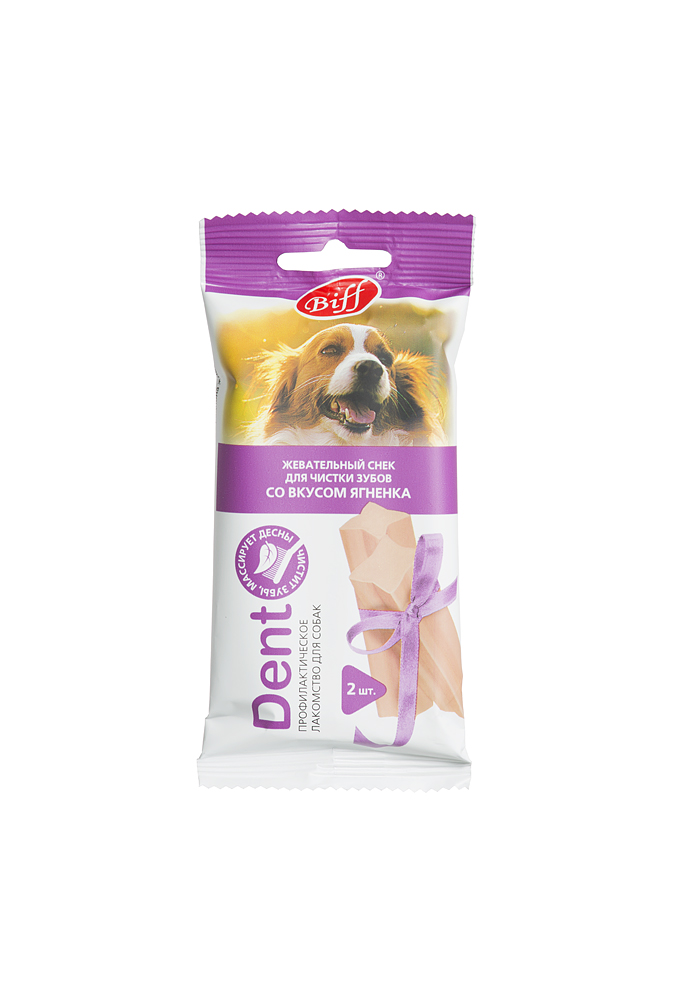 Biff®
ЖЕВАТЕЛЬНЫЙ СНЕК
ДЛЯ ЧИСТКИ ЗУБОВ
СО ВКУСОМ ЯГНЕНКА
МАССИРУЕТ ДЕСНЫ
ЧИСТИТ ЗУБЫ,
Dent
ПРОФИЛАКТИЧЕСКОЕ
ЛАКОМСТВО ДЛЯ СОБАК
2 шт.